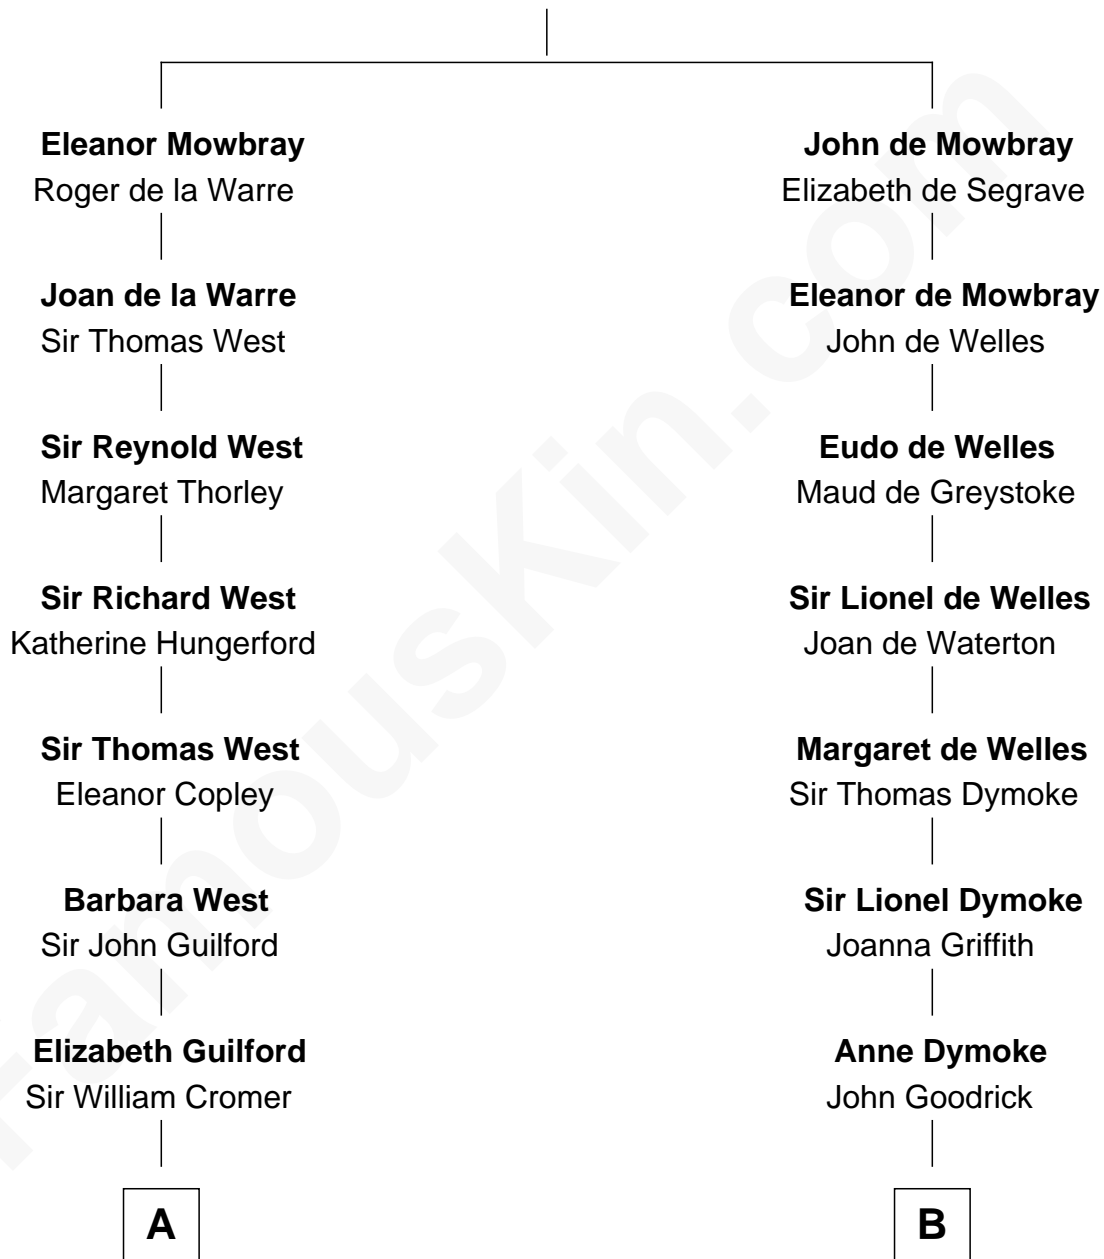 Eleanor Mowbray
Roger de la Warre
Joan de la Warre
Sir Thomas West
Sir Reynold West
Margaret Thorley
Sir Richard West
Katherine Hungerford
Sir Thomas West
Eleanor Copley
Barbara West
Sir John Guilford
Elizabeth Guilford
Sir William Cromer
A
John de Mowbray
Elizabeth de Segrave
Eleanor de Mowbray
John de Welles
Eudo de Welles
Maud de Greystoke
Sir Lionel de Welles
Joan de Waterton
Margaret de Welles
Sir Thomas Dymoke
Sir Lionel Dymoke
Joanna Griffith
Anne Dymoke
John Goodrick
B
FamousKin.com